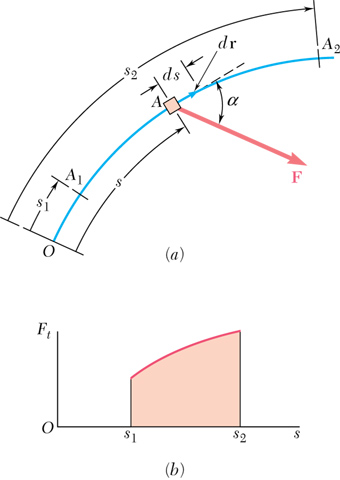 A₂
dr
s₂
ds
A
α
A₁
s
s₁
F
O
(a)
Fₜ
O
s₁
s₂
s
(b)